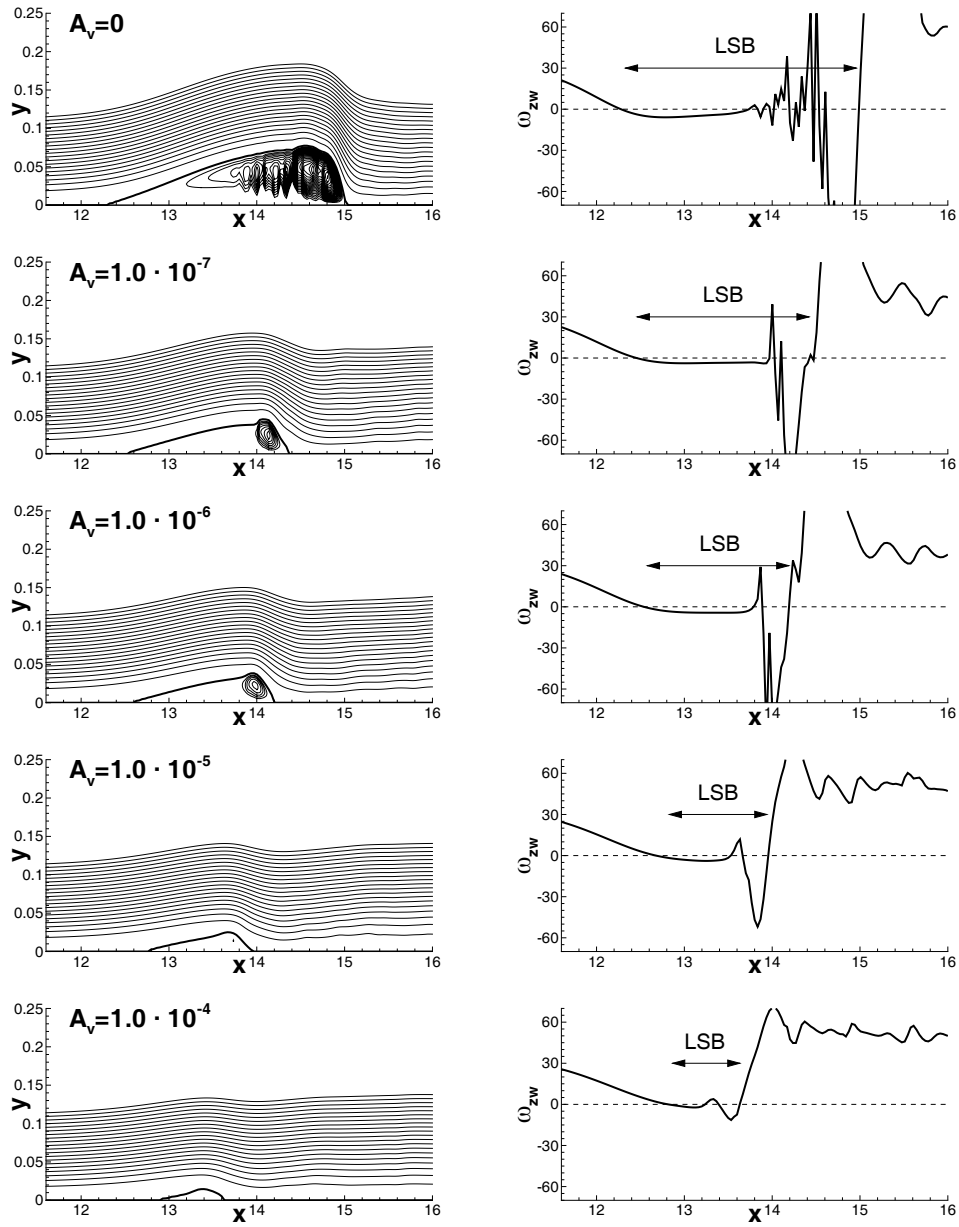 A_v=0
y
0.25
0.2
0.15
0.1
0.05
0
12 13 14 15 16
x
LSB
ω_zw
60
30
0
-30
-60
12 13 14 15 16
x
A_v=1.0 · 10^-7
y
0.25
0.2
0.15
0.1
0.05
0
12 13 14 15 16
x
LSB
ω_zw
60
30
0
-30
-60
12 13 14 15 16
x
A_v=1.0 · 10^-6
y
0.25
0.2
0.15
0.1
0.05
0
12 13 14 15 16
x
LSB
ω_zw
60
30
0
-30
-60
12 13 14 15 16
x
A_v=1.0 · 10^-5
y
0.25
0.2
0.15
0.1
0.05
0
12 13 14 15 16
x
LSB
ω_zw
60
30
0
-30
-60
12 13 14 15 16
x
A_v=1.0 · 10^-4
y
0.25
0.2
0.15
0.1
0.05
0
12 13 14 15 16
x
LSB
ω_zw
60
30
0
-30
-60
12 13 14 15 16
x